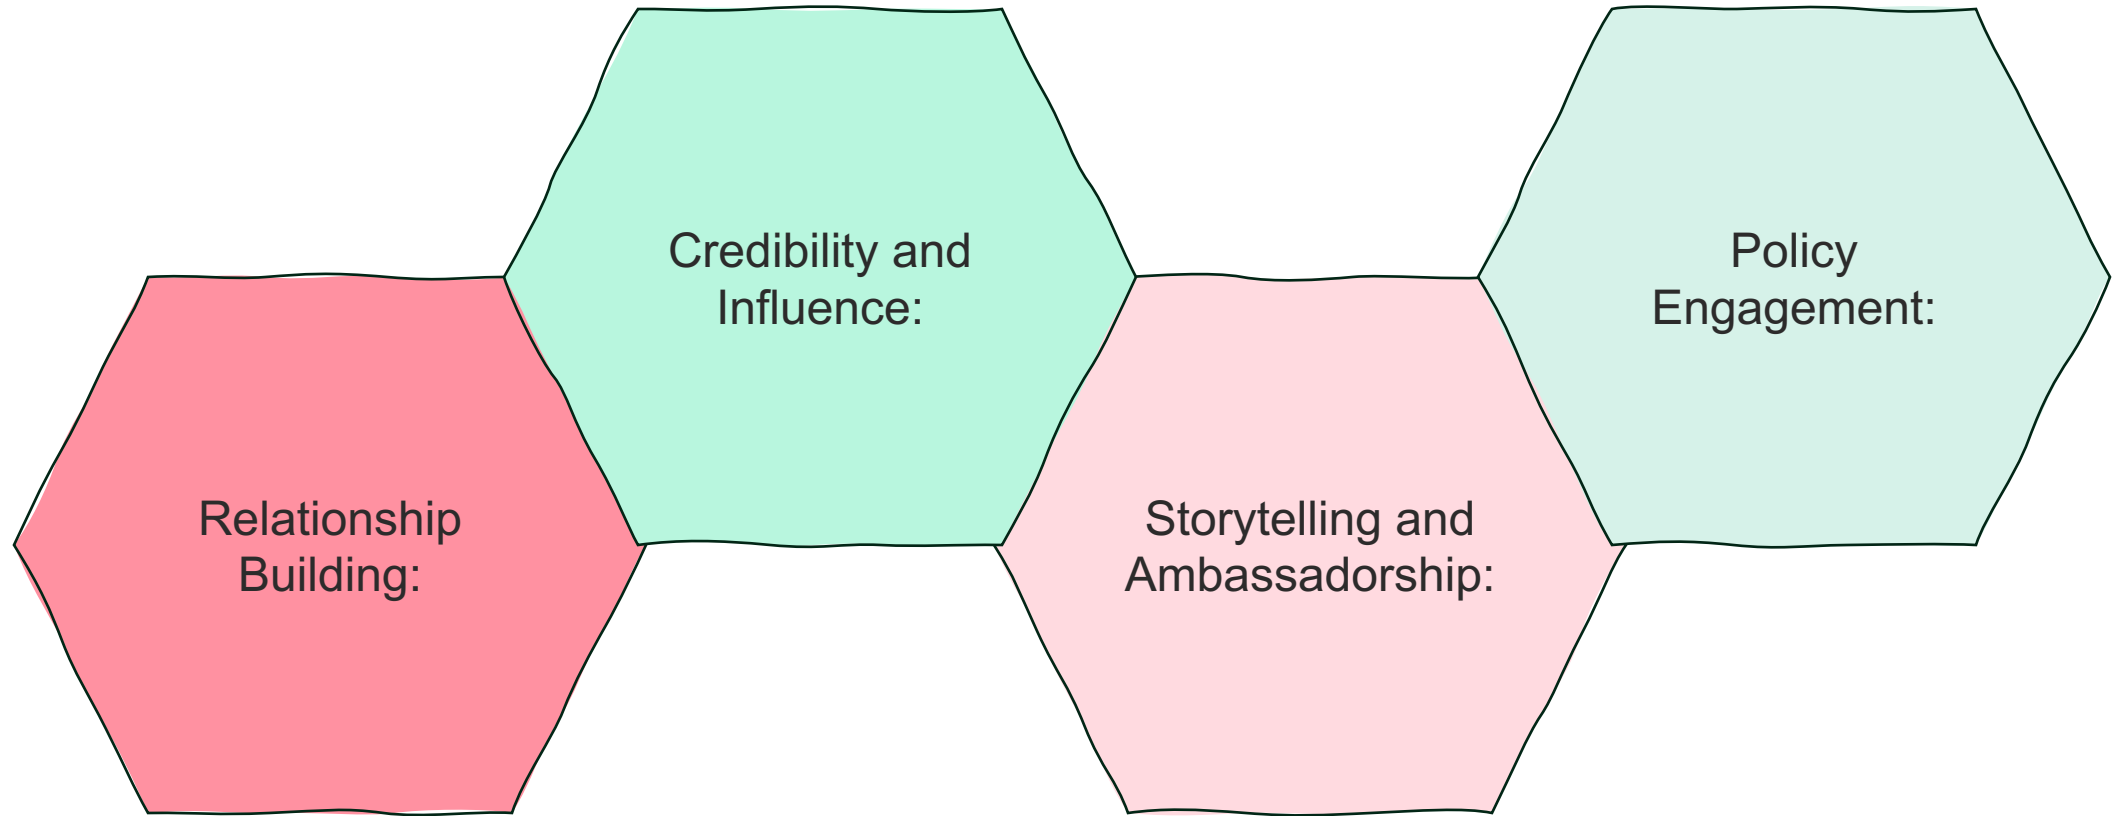 Relationship
Building:
Credibility and
Influence:
Storytelling and
Ambassadorship:
Policy
Engagement: